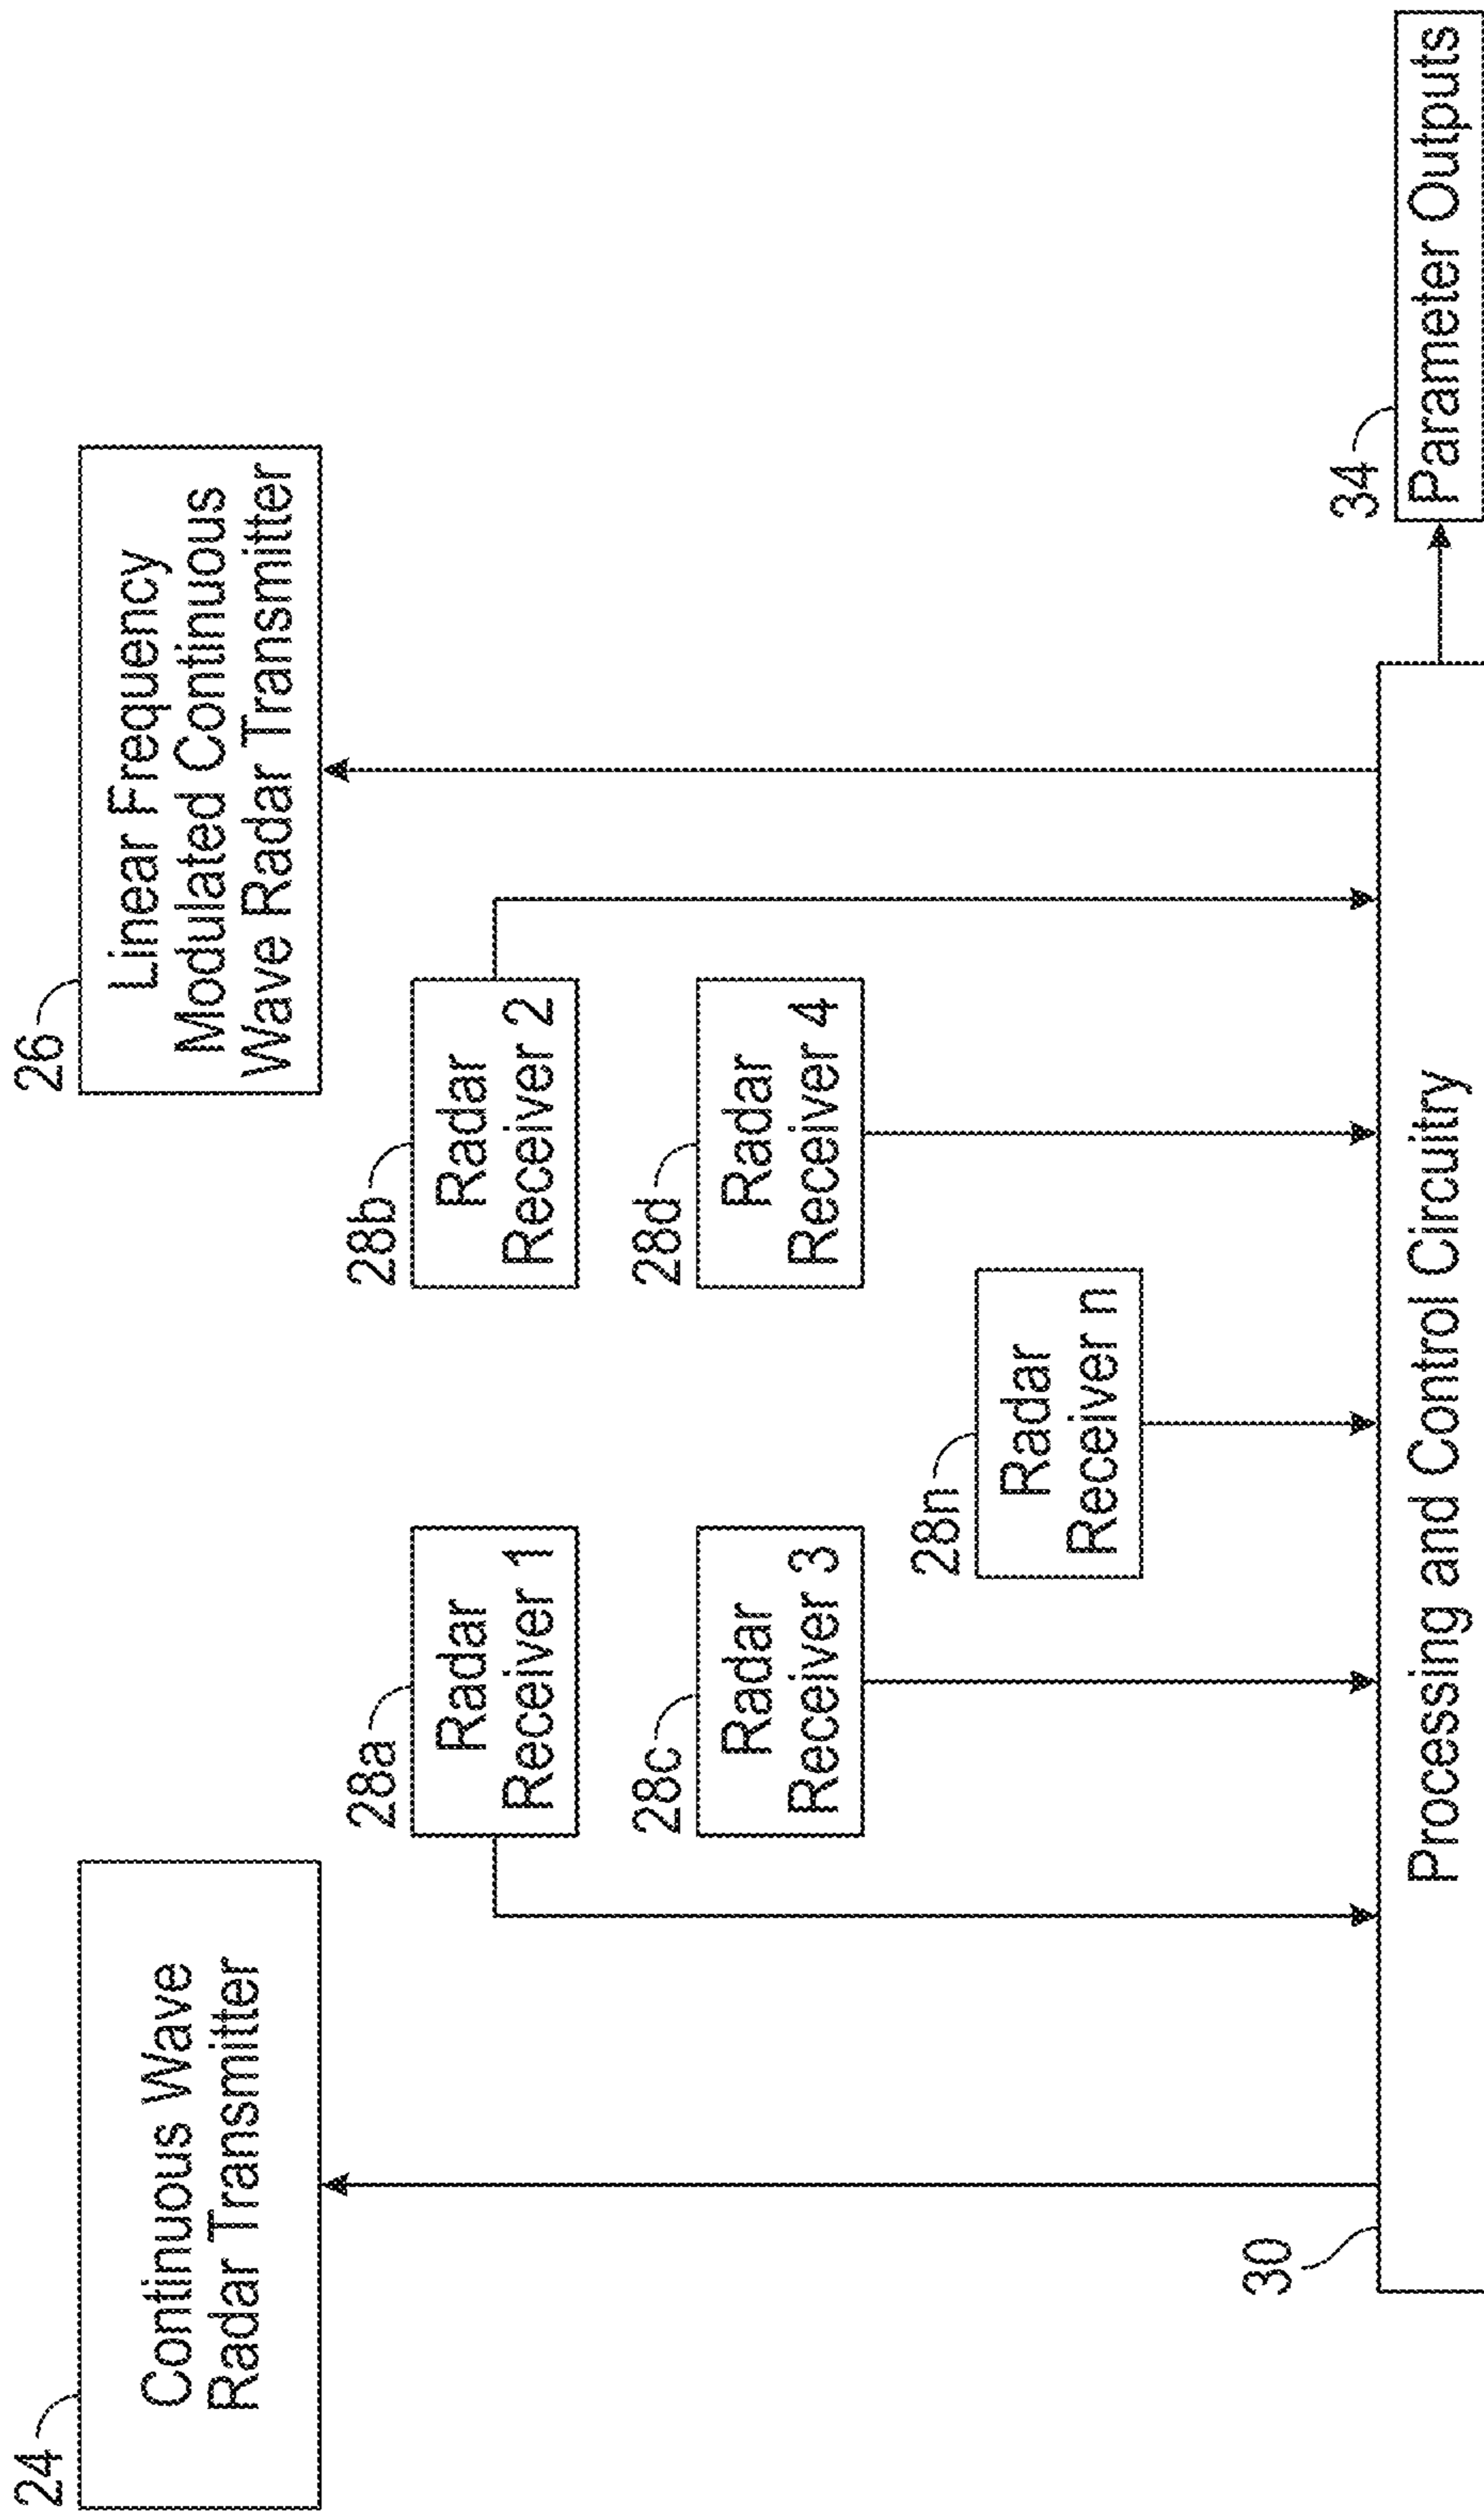 24
Continuous Wave
Radar Transmitter
26
Linear Frequency
Modulated Continuous
Wave Radar Transmitter
28a
Radar
Receiver 1
28b
Radar
Receiver 2
28c
Radar
Receiver 3
28d
Radar
Receiver 4
28n
Radar
Receiver n
30
Processing and Control Circuitry
34
Parameter Outputs